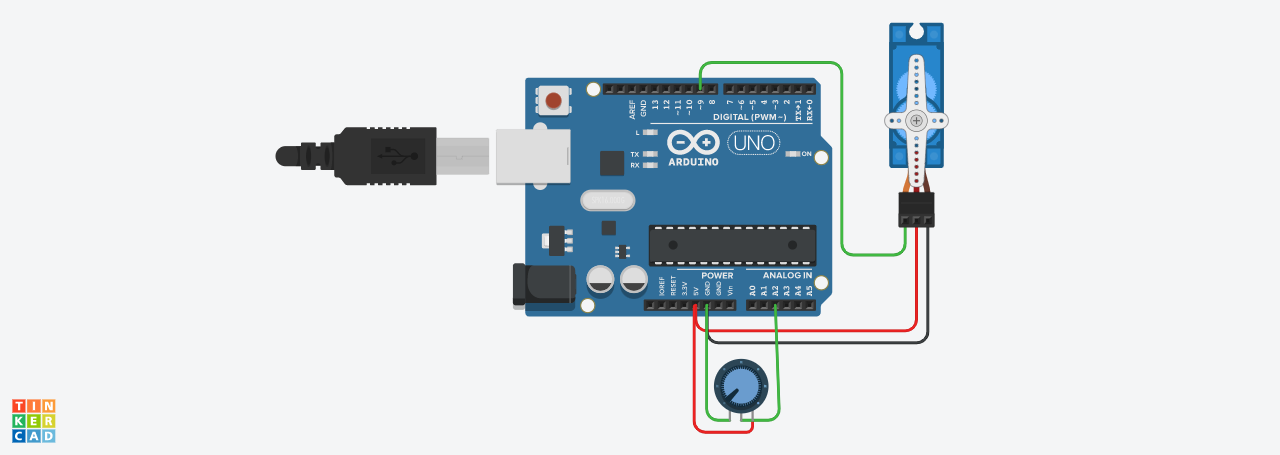 AREF
GND
13
12
~11
~10
~9
8
7
~6
~5
4
~3
2
TX→1
RX←0
DIGITAL (PWM~)
L
TX
RX
ARDUINO
UNO
ON
POWER
ANALOG IN
IOREF
RESET
3.3V
5V
GND
GND
Vin
A0
A1
A2
A3
A4
A5
TIN
KER
CAD